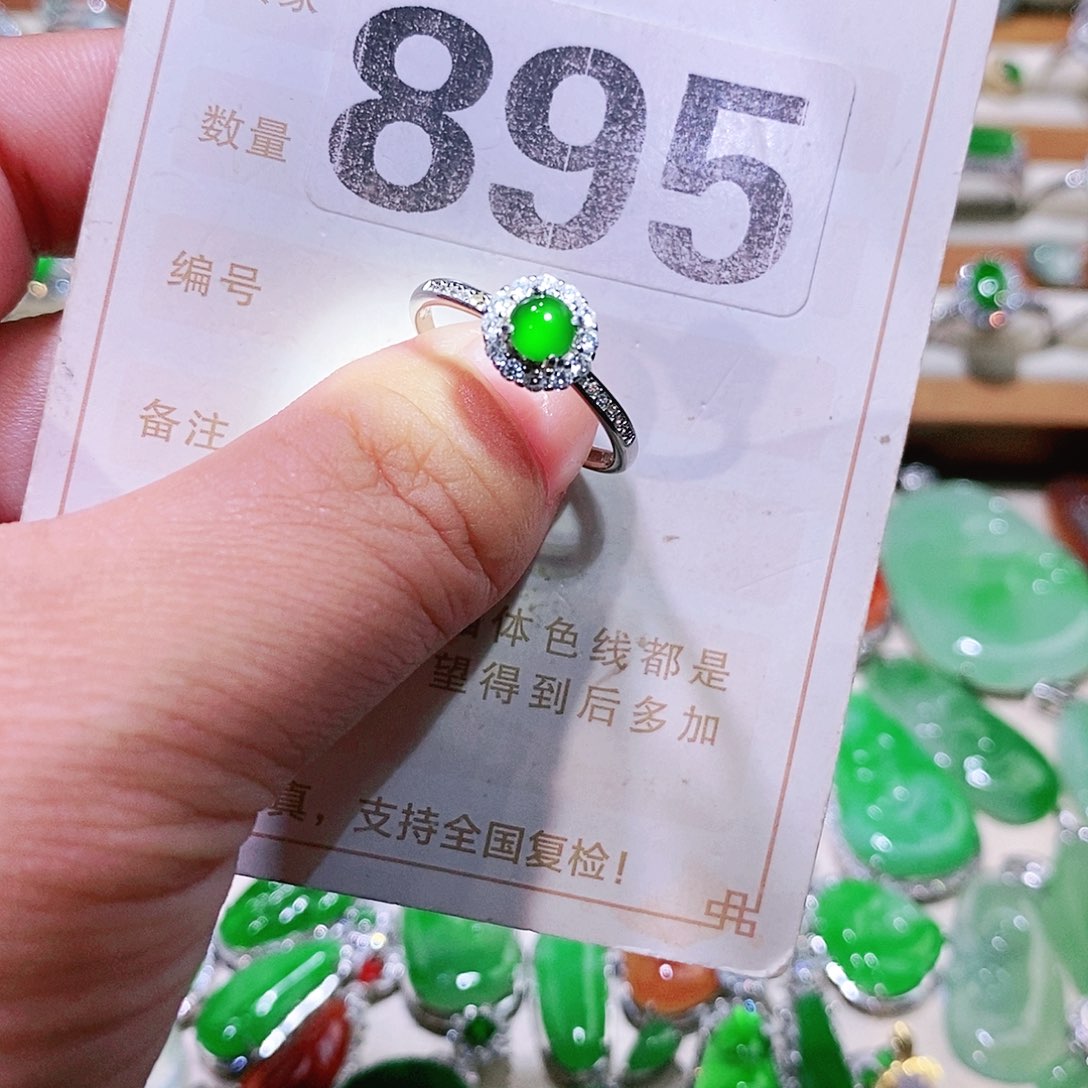 895
数量
编号
备注
体色线都是
望得到后多加
真，支持全国复检！